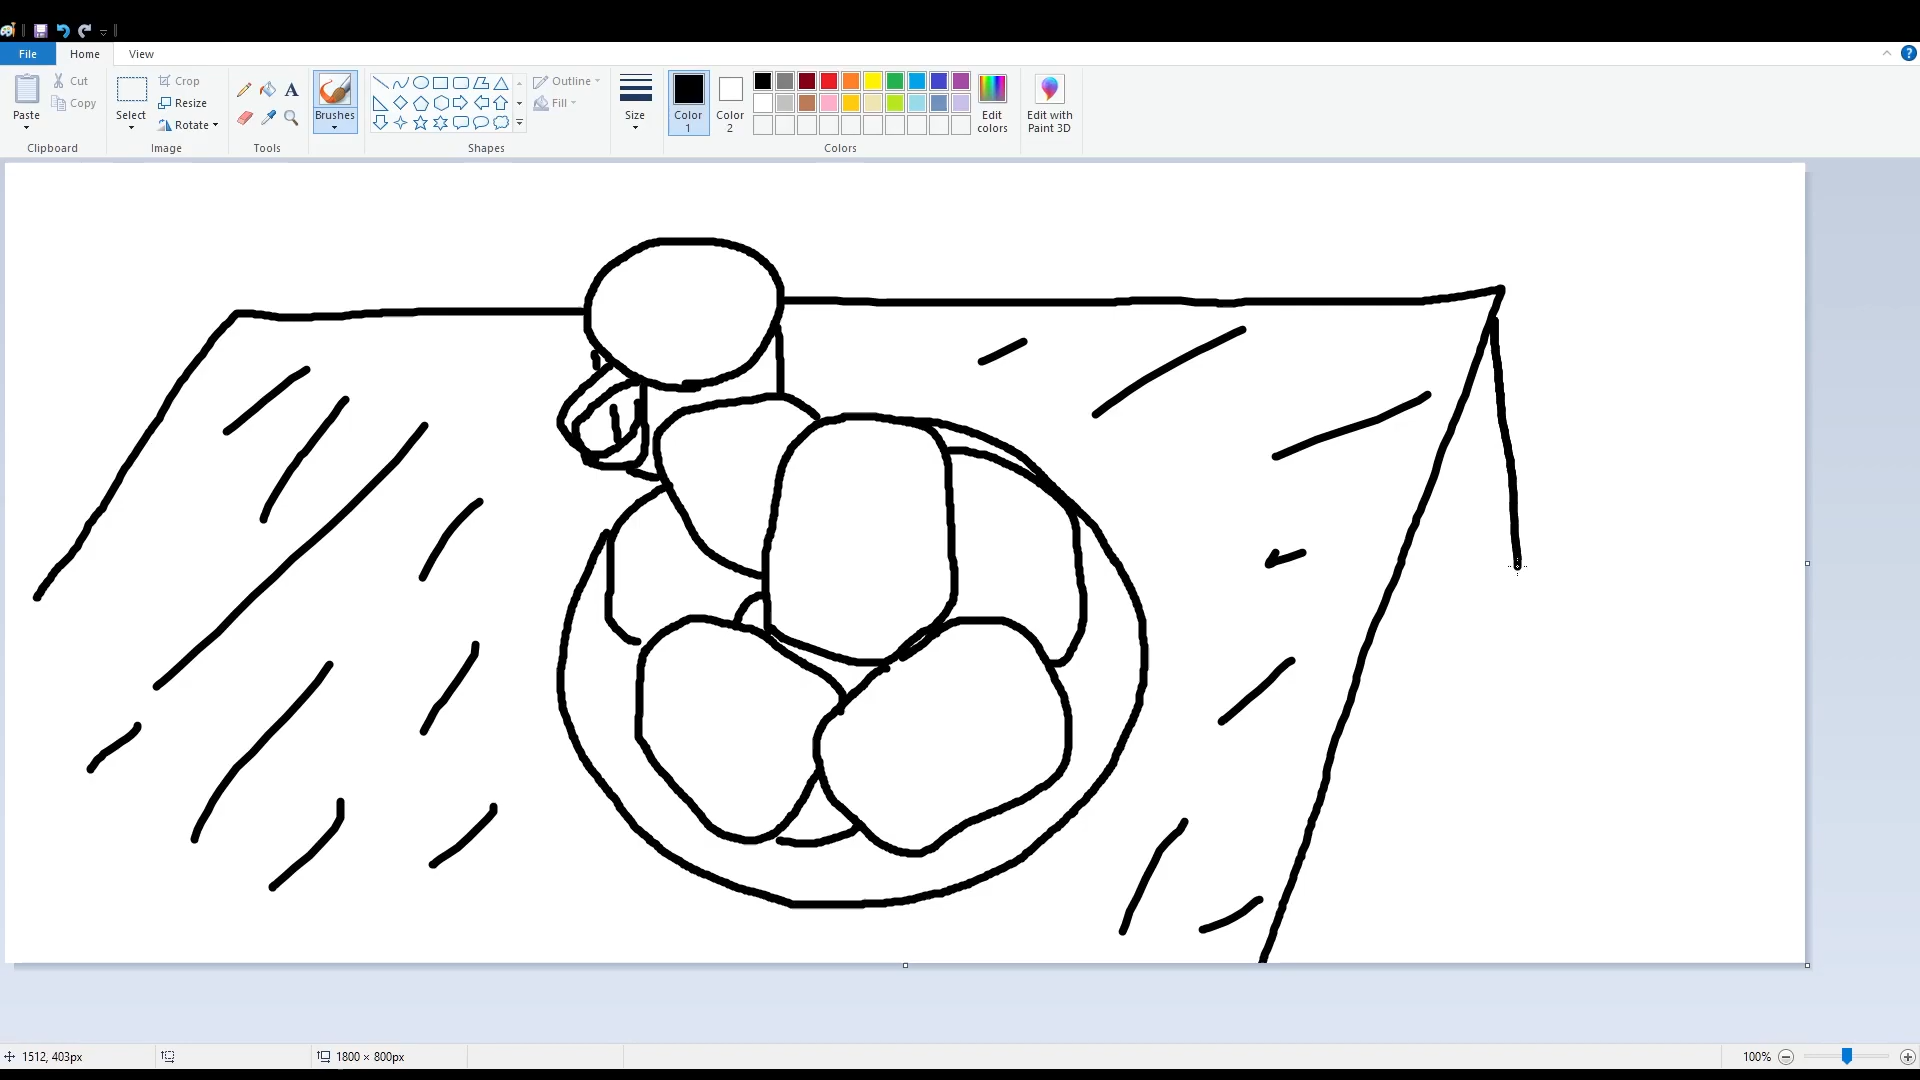 File Home View
Paste
Cut
Copy
Clipboard
Select
Crop
Resize
Rotate
Image
A
Tools
Brushes
Shapes
Outline
Fill
Size
Color 1
Color 2
Colors
Edit colors
Edit with Paint 3D
?
1512, 403px
1800 × 800px
100%